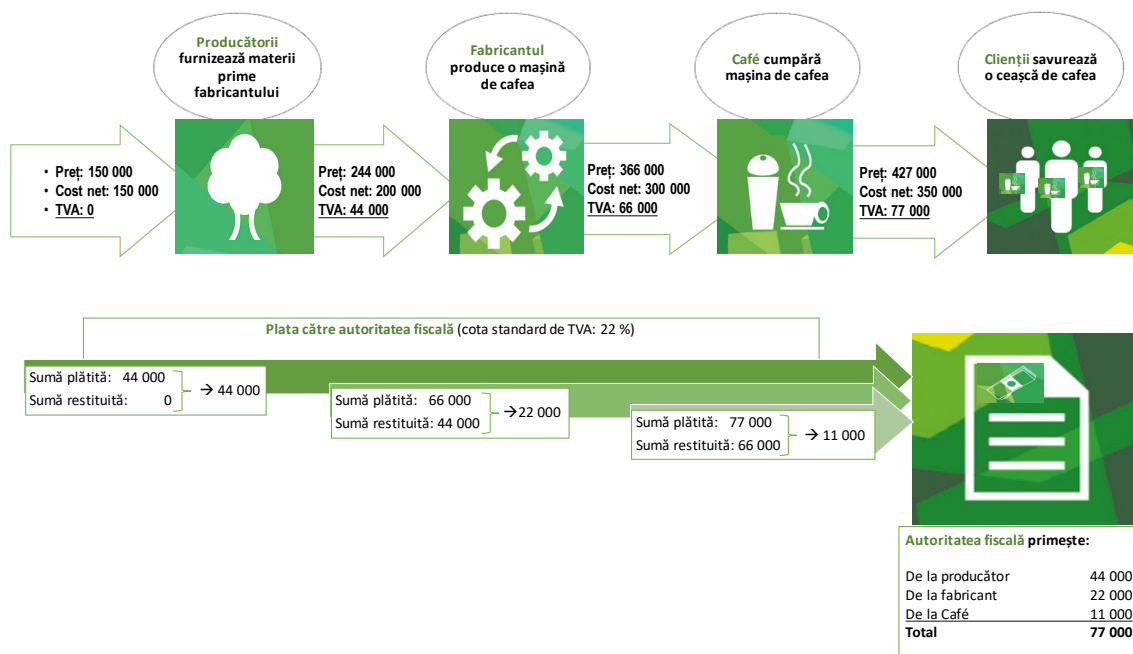 Producătorii
furnizează materii
prime
fabricantului
Fabricantul
produce o mașină
de cafea
Café cumpără
mașina de cafea
Clienții savurează
o ceașcă de cafea
• Preț: 150 000
• Cost net: 150 000
• TVA: 0
Preț: 244 000
Cost net: 200 000
TVA: 44 000
Preț: 366 000
Cost net: 300 000
TVA: 66 000
Preț: 427 000
Cost net: 350 000
TVA: 77 000
Plata către autoritatea fiscală (cota standard de TVA: 22 %)
Sumă plătită: 44 000
Sumă restituită: 0
→ 44 000
Sumă plătită: 66 000
Sumă restituită: 44 000
→22 000
Sumă plătită: 77 000
Sumă restituită: 66 000
→ 11 000
Autoritatea fiscală primește:
De la producător 44 000
De la fabricant 22 000
De la Café 11 000
Total 77 000